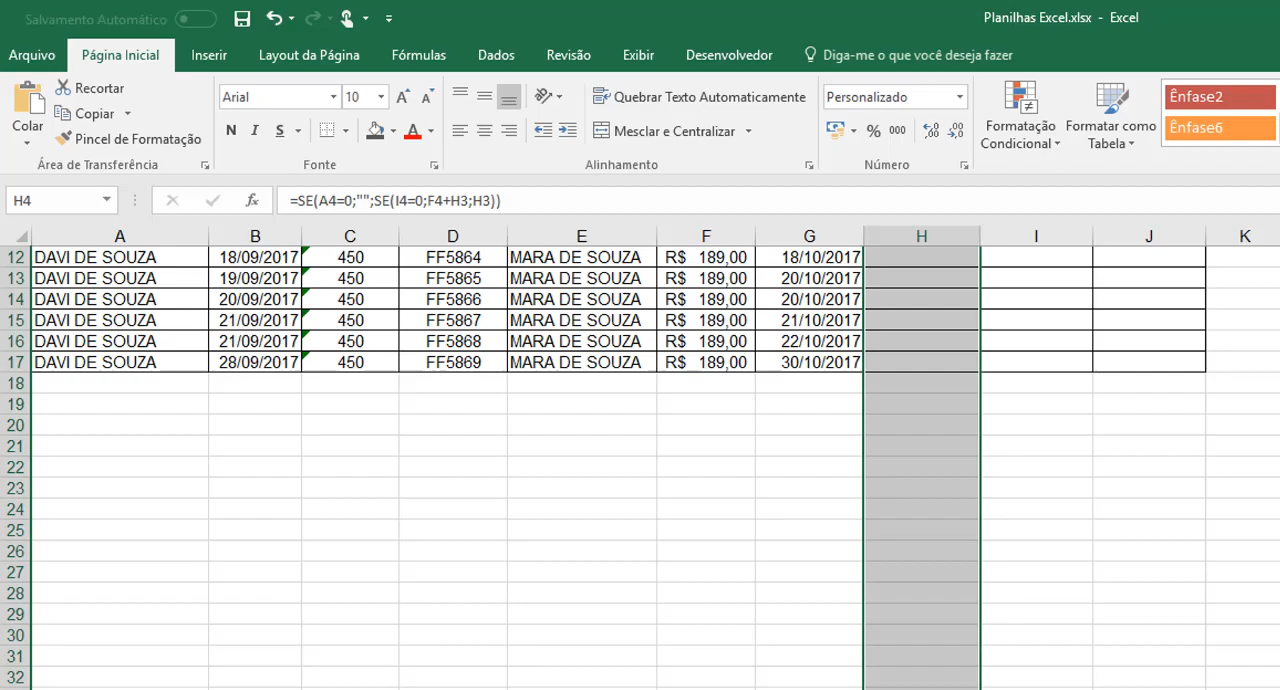 Salvamento Automático
Planilhas Excel.xlsx - Excel
Arquivo Página Inicial Inserir Layout da Página Fórmulas Dados Revisão Exibir Desenvolvedor Diga-me o que você deseja fazer
Colar
Recortar
Copiar
Pincel de Formatação
Área de Transferência
Arial 10
N I S
Fonte
Quebrar Texto Automaticamente
Mesclar e Centralizar
Alinhamento
Personalizado
% 000 ,00 ,00
Número
Formatação Condicional
Formatar como Tabela
Ênfase2
Ênfase6
H4 fx =SE(A4=0;"";SE(I4=0;F4+H3;H3))
A B C D E F G H I J K
12 DAVI DE SOUZA 18/09/2017 450 FF5864 MARA DE SOUZA R$ 189,00 18/10/2017
13 DAVI DE SOUZA 19/09/2017 450 FF5865 MARA DE SOUZA R$ 189,00 20/10/2017
14 DAVI DE SOUZA 20/09/2017 450 FF5866 MARA DE SOUZA R$ 189,00 20/10/2017
15 DAVI DE SOUZA 21/09/2017 450 FF5867 MARA DE SOUZA R$ 189,00 21/10/2017
16 DAVI DE SOUZA 21/09/2017 450 FF5868 MARA DE SOUZA R$ 189,00 22/10/2017
17 DAVI DE SOUZA 28/09/2017 450 FF5869 MARA DE SOUZA R$ 189,00 30/10/2017
18
19
20
21
22
23
24
25
26
27
28
29
30
31
32